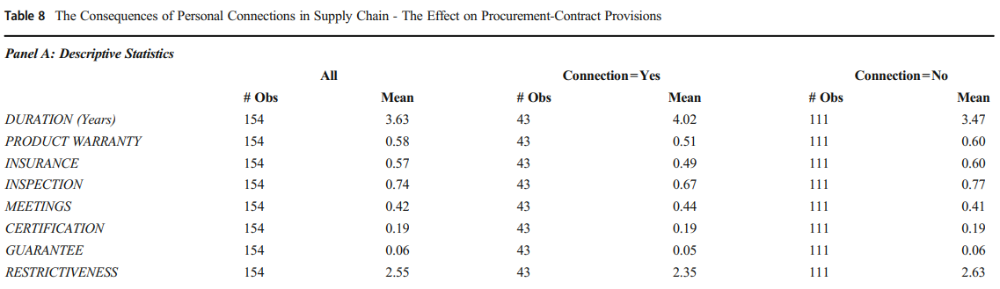 Table 8 The Consequences of Personal Connections in Supply Chain - The Effect on Procurement-Contract Provisions
Panel A: Descriptive Statistics
All Connection=Yes Connection=No
# Obs Mean # Obs Mean # Obs Mean
DURATION (Years) 154 3.63 43 4.02 111 3.47
PRODUCT WARRANTY 154 0.58 43 0.51 111 0.60
INSURANCE 154 0.57 43 0.49 111 0.60
INSPECTION 154 0.74 43 0.67 111 0.77
MEETINGS 154 0.42 43 0.44 111 0.41
CERTIFICATION 154 0.19 43 0.19 111 0.19
GUARANTEE 154 0.06 43 0.05 111 0.06
RESTRICTIVENESS 154 2.55 43 2.35 111 2.63